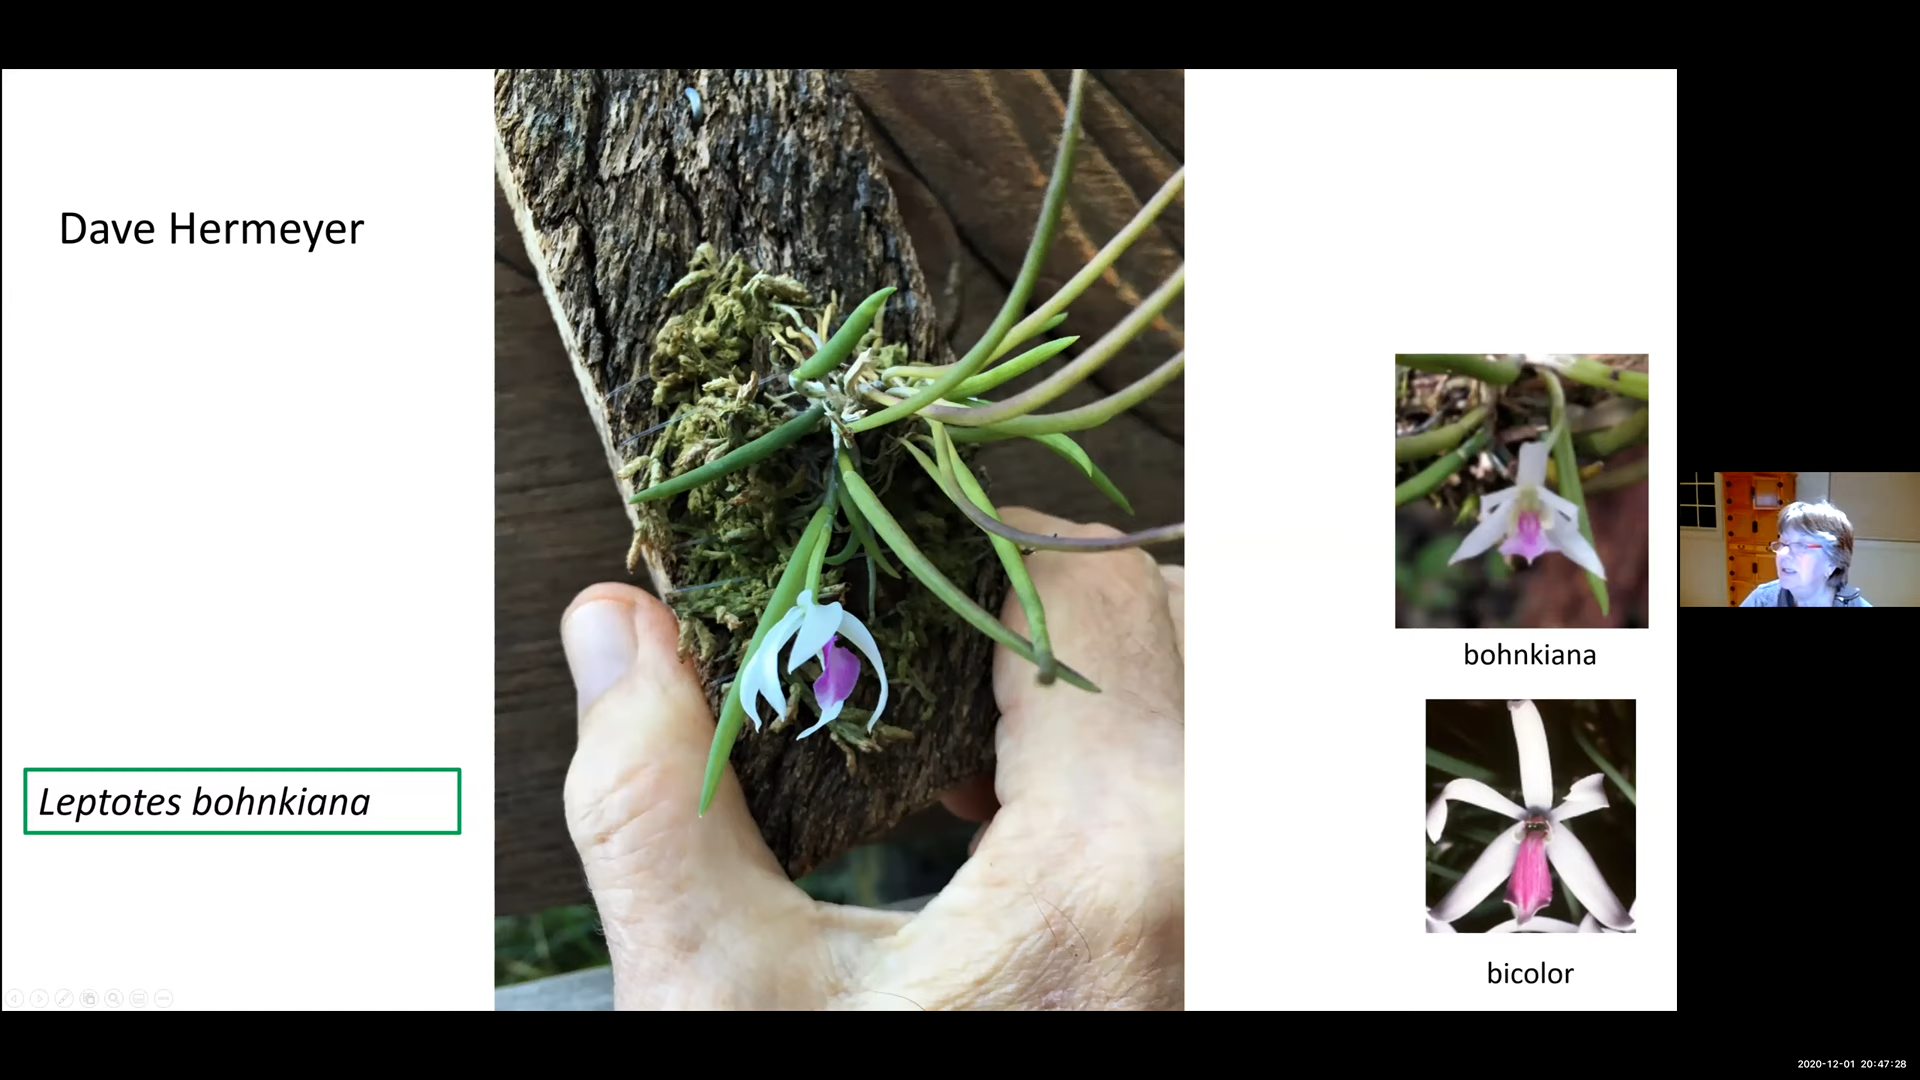 Dave Hermeyer
Leptotes bohnkiana
bohnkiana
bicolor
2020-12-01 20:47:28